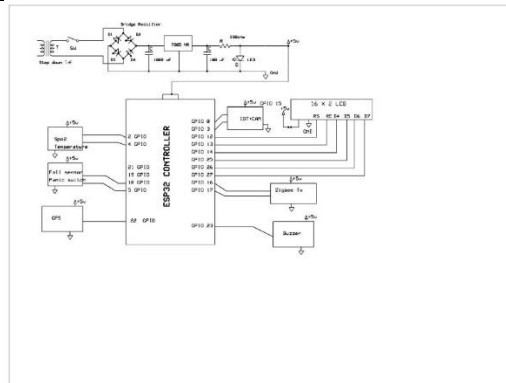 Bridge Rectifier
D1
D2
D3
D4
T
SW
Step down Td
7805 VR
1000 uF
100 uF
R
330ohm
LED
+5v
Gnd
ESP32 CONTROLLER
2 GPIO
4 GPIO
21 GPIO
19 GPIO
18 GPIO
5 GPIO
22 GPIO
GPIO 0
GPIO 3
GPIO 12
GPIO 13
GPIO 14
GPIO 25
GPIO 26
GPIO 27
GPIO 16
GPIO 17
GPIO 23
+5v
Spo2
Temperature
+5v
Fall sensor
Panic switch
+5v
GPS
+5v
IOT+CAM
GPIO 15
+5v
16 X 2 LCD
RS
D4
D5
D6
D7
+5v
Zigbee Tx
+5v
Buzzer